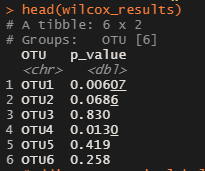 > head(wilcox_results)
# A tibble: 6 x 2
# Groups:   OTU [6]
  OTU   p_value
  <chr>   <dbl>
1 OTU1  0.00607
2 OTU2  0.0686
3 OTU3  0.830
4 OTU4  0.0130
5 OTU5  0.419
6 OTU6  0.258